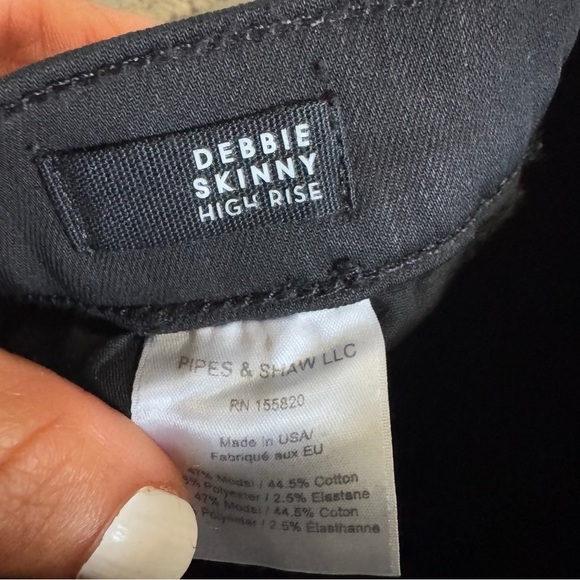 DEBBIE
SKINNY
HIGH RISE
PIPES & SHAW LLC
RN 155820
Made in USA/
Fabriqué aux EU
47% Modal / 44.5% Cotton
Polyester / 2.5% Elastane
47% Modal / 44.5% Coton
Polyester / 2.5% Élasthanne